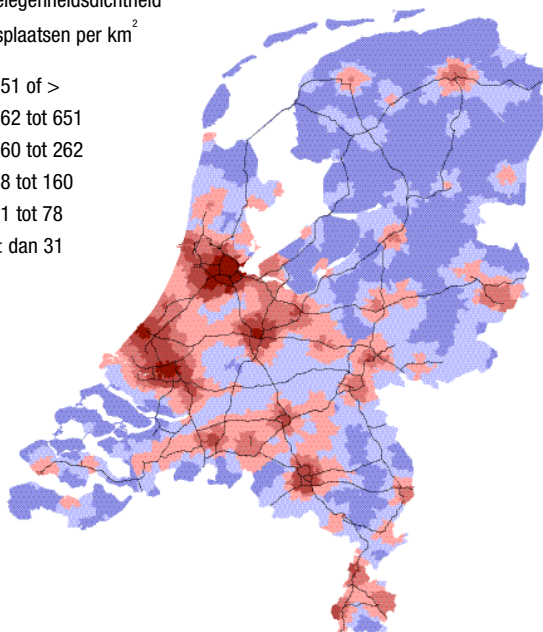 elegenheidsdichtheid
splaatsen per km²
51 of >
62 tot 651
60 tot 262
8 tot 160
1 tot 78
dan 31